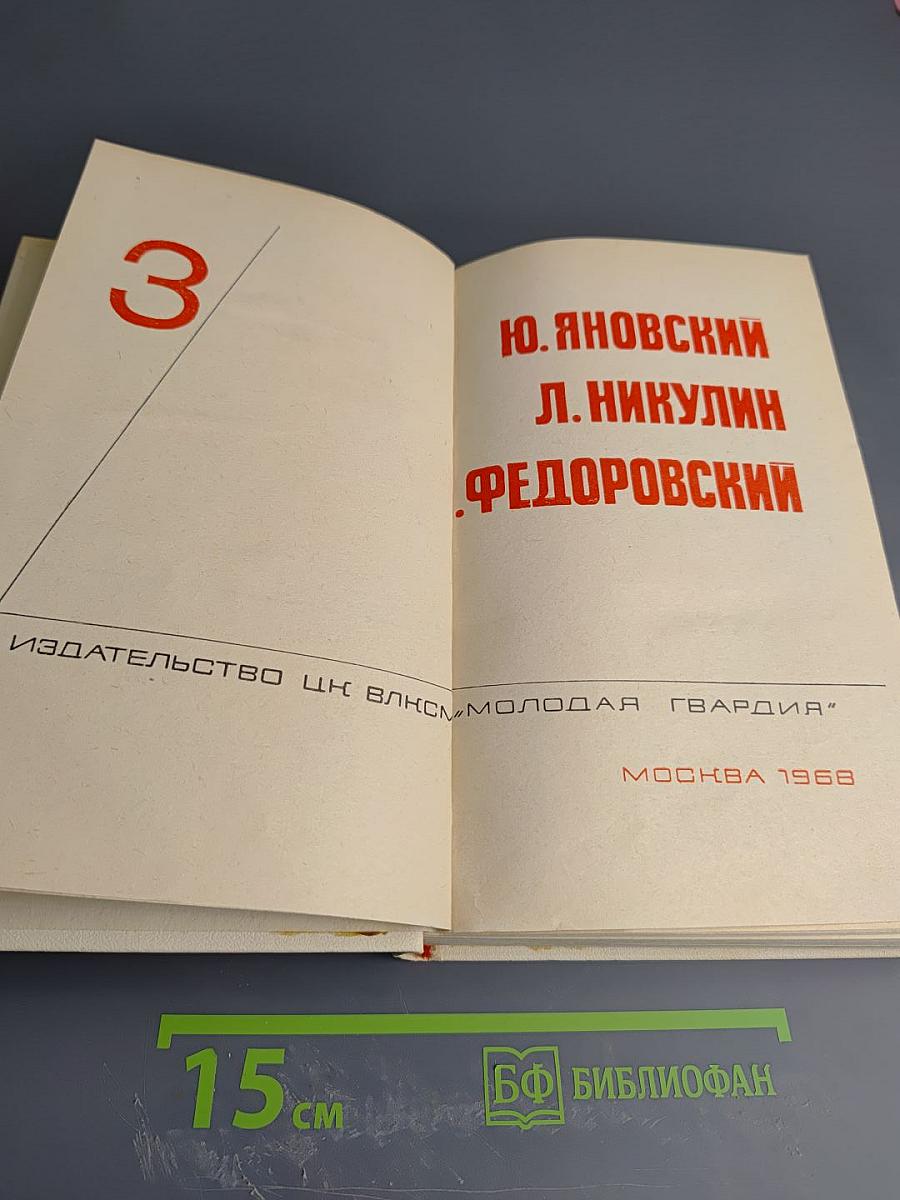 3
Ю. ЯНОВСКИЙ
Л. НИКУЛИН
. ФЕДОРОВСКИЙ
ИЗДАТЕЛЬСТВО ЦК ВЛКСМ „МОЛОДАЯ ГВАРДИЯ"
МОСКВА 1968
15 см
БФ БИБЛИОФАН